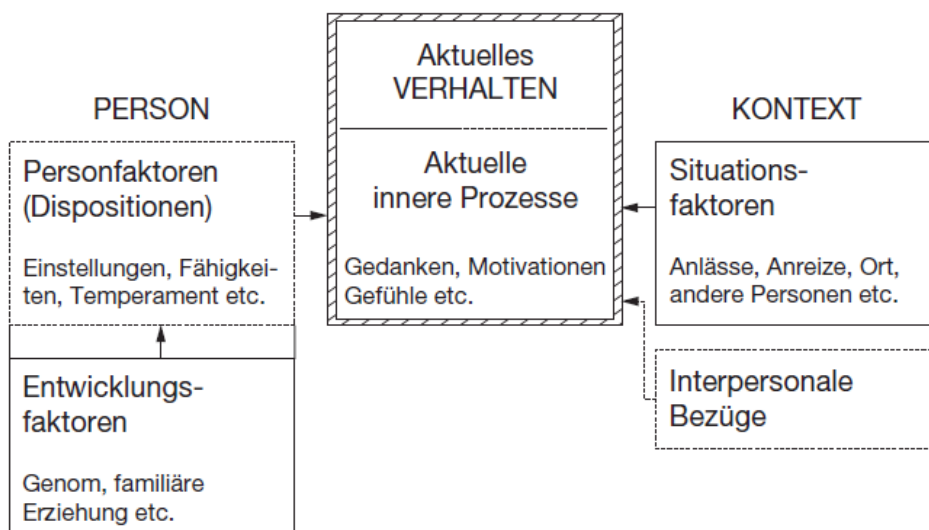 PERSON
Personfaktoren
(Dispositionen)
Einstellungen, Fähigkei-
ten, Temperament etc.
Entwicklungs-
faktoren
Genom, familiäre
Erziehung etc.
Aktuelles
VERHALTEN
Aktuelle
innere Prozesse
Gedanken, Motivationen
Gefühle etc.
KONTEXT
Situations-
faktoren
Anlässe, Anreize, Ort,
andere Personen etc.
Interpersonale
Bezüge